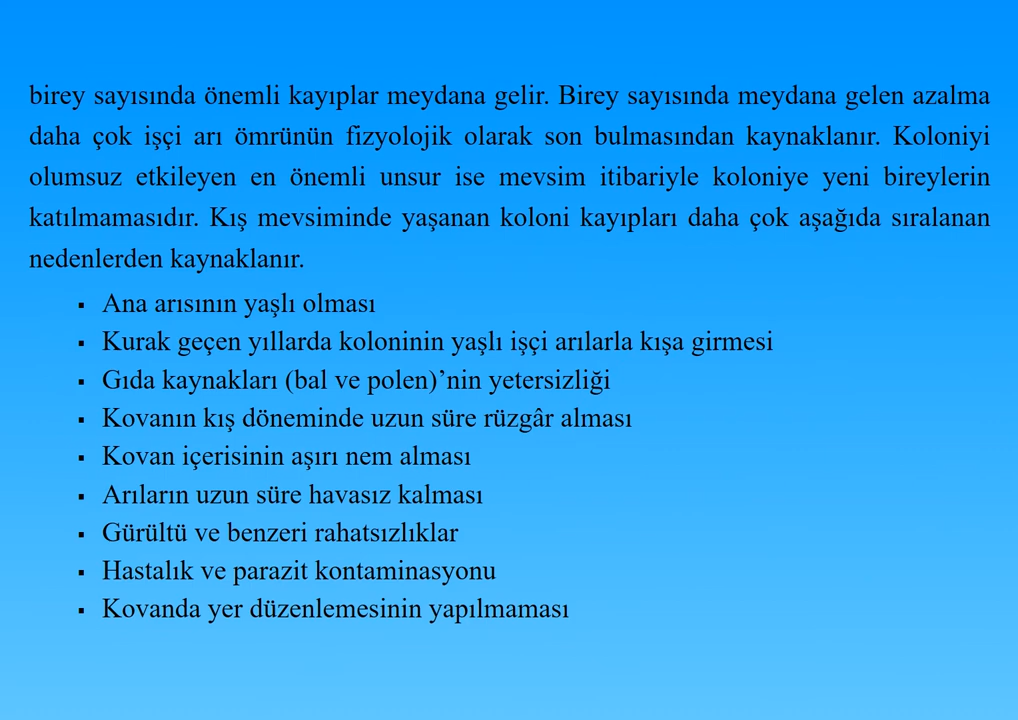 birey sayısında önemli kayıplar meydana gelir. Birey sayısında meydana gelen azalma
daha çok işçi arı ömrünün fizyolojik olarak son bulmasından kaynaklanır. Koloniyi
olumsuz etkileyen en önemli unsur ise mevsim itibariyle koloniye yeni bireylerin
katılmamasıdır. Kış mevsiminde yaşanan koloni kayıpları daha çok aşağıda sıralanan
nedenlerden kaynaklanır.
▪ Ana arısının yaşlı olması
▪ Kurak geçen yıllarda koloninin yaşlı işçi arılarla kışa girmesi
▪ Gıda kaynakları (bal ve polen)’nin yetersizliği
▪ Kovanın kış döneminde uzun süre rüzgâr alması
▪ Kovan içerisinin aşırı nem alması
▪ Arıların uzun süre havasız kalması
▪ Gürültü ve benzeri rahatsızlıklar
▪ Hastalık ve parazit kontaminasyonu
▪ Kovanda yer düzenlemesinin yapılmaması